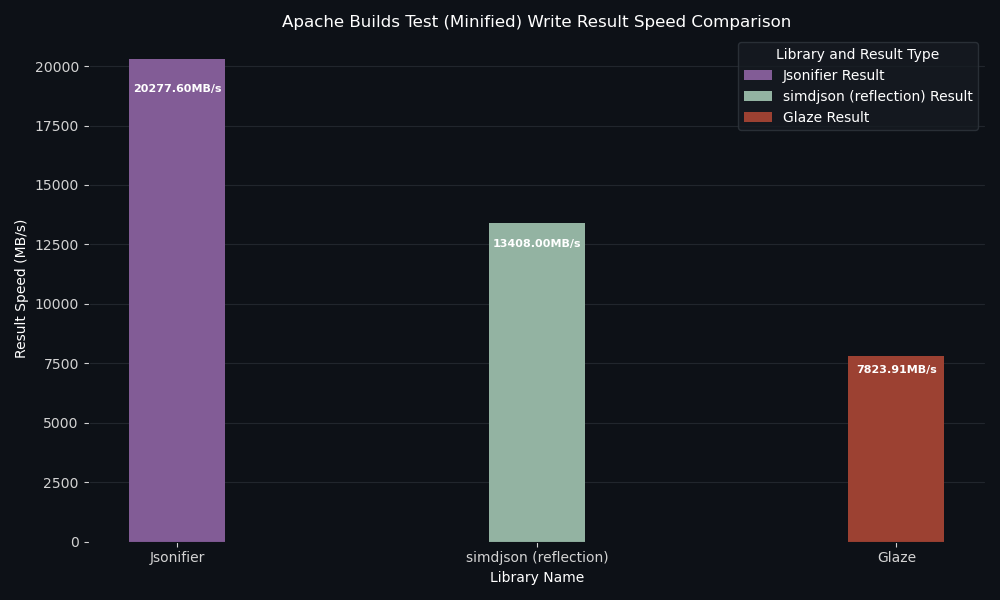 Apache Builds Test (Minified) Write Result Speed Comparison
Library and Result Type
Jsonifier Result
simdjson (reflection) Result
Glaze Result
Result Speed (MB/s)
20000
17500
15000
12500
10000
7500
5000
2500
0
20277.60MB/s
13408.00MB/s
7823.91MB/s
Jsonifier
simdjson (reflection)
Glaze
Library Name